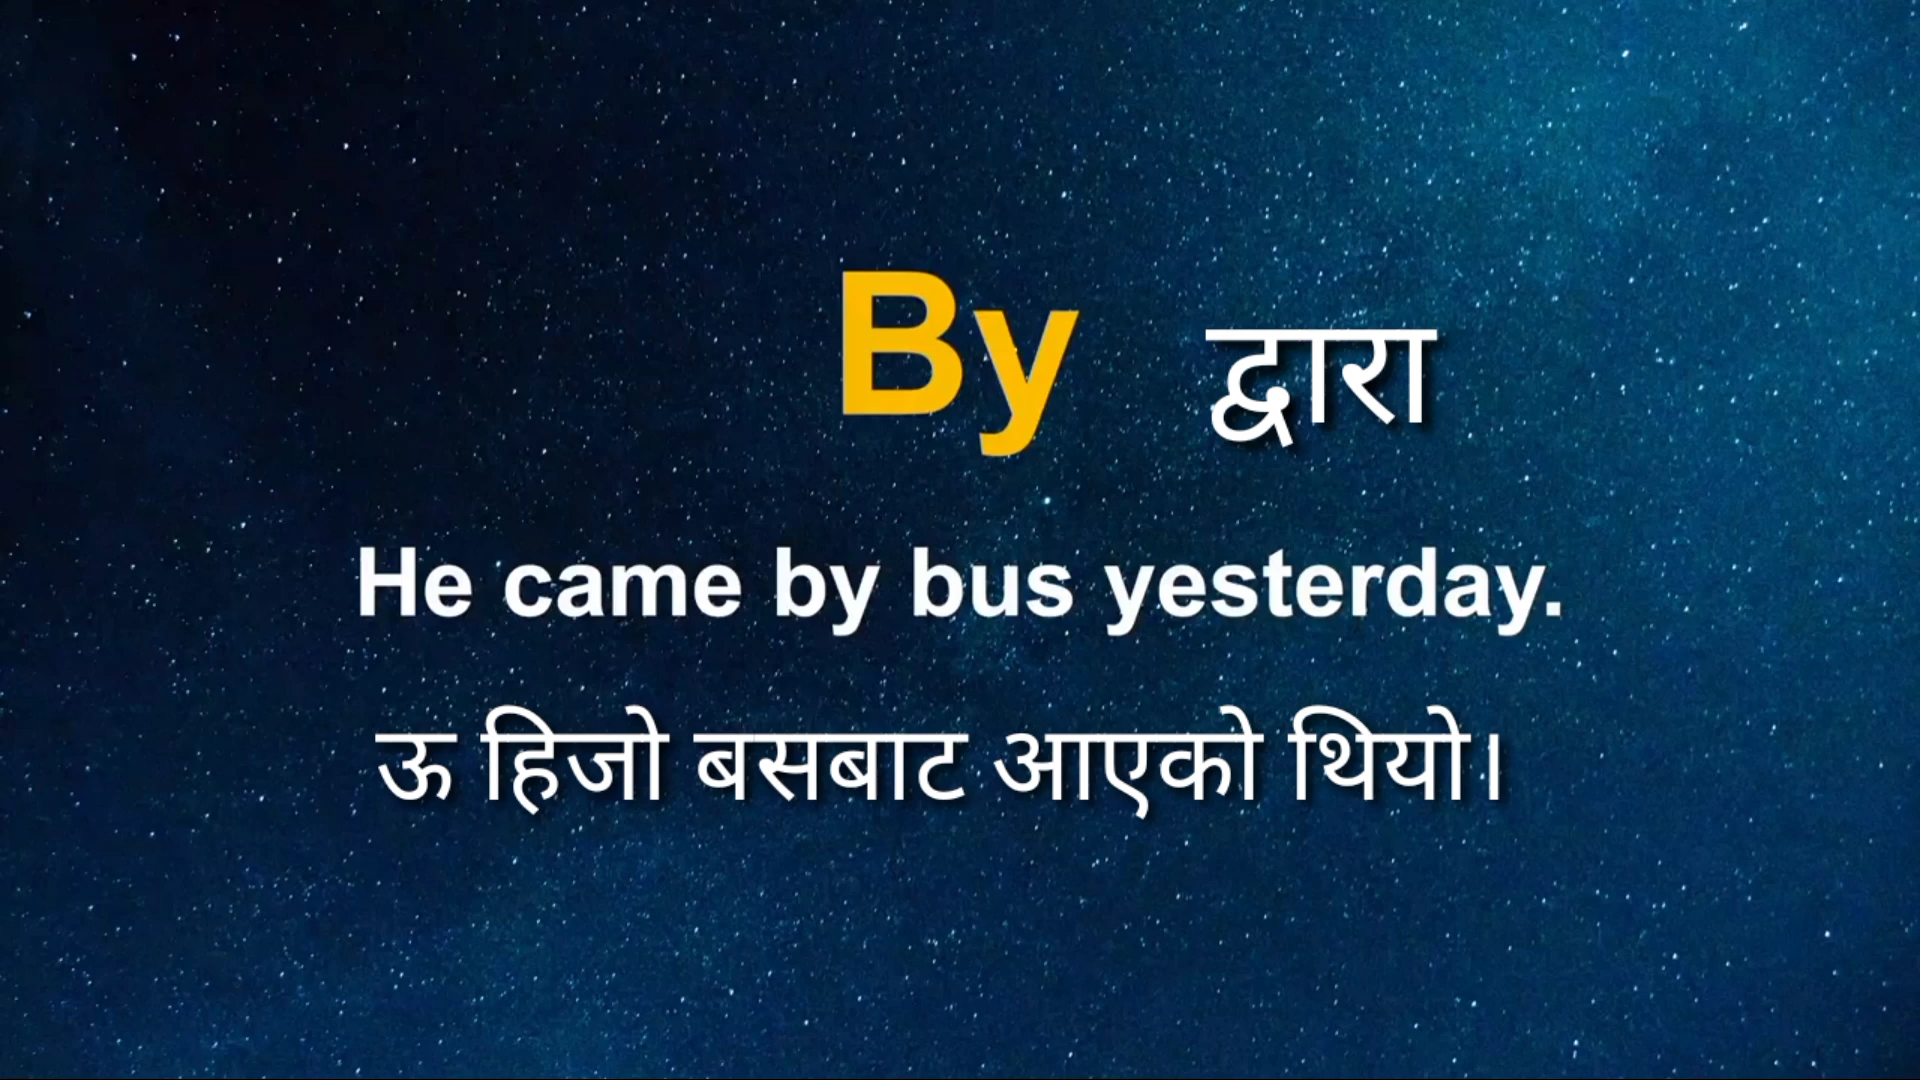 By द्वारा
He came by bus yesterday.
ऊ हिजो बसबाट आएको थियो।